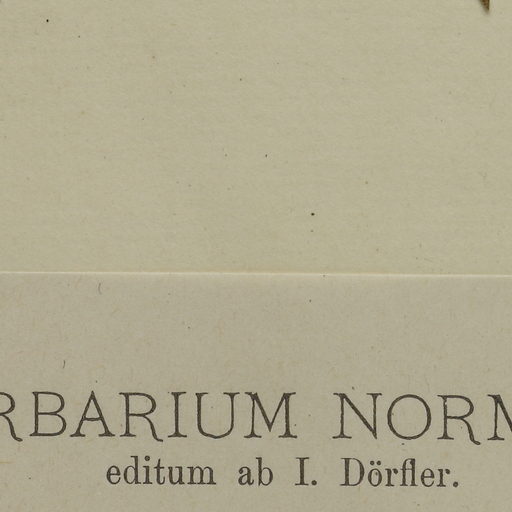 RBARIUM NORM
editum ab I. Dörfler.